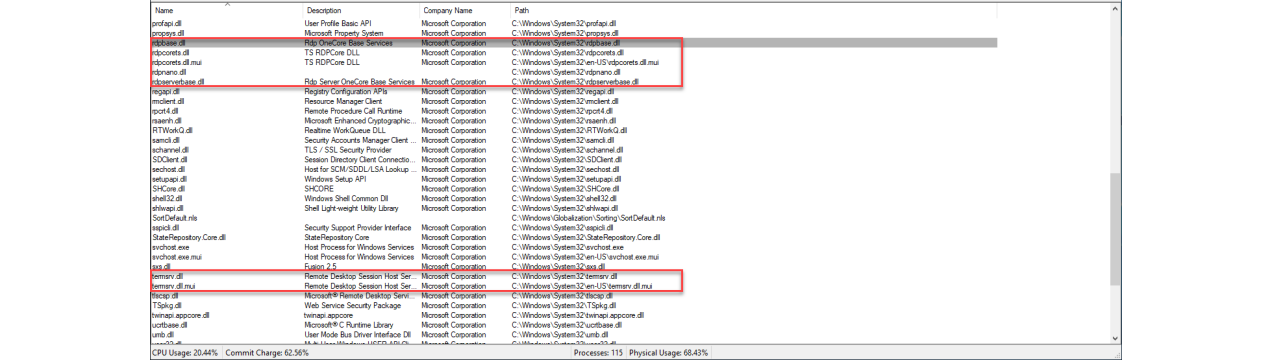 Name Description Company Name Path
profapi.dll User Profile Basic API Microsoft Corporation C:\Windows\System32\profapi.dll
propsys.dll Microsoft Property System Microsoft Corporation C:\Windows\System32\propsys.dll
rdpbase.dll Rdp OneCore Base Services Microsoft Corporation C:\Windows\System32\rdpbase.dll
rdpcorets.dll TS RDPCore DLL Microsoft Corporation C:\Windows\System32\rdpcorets.dll
rdpcorets.dll.mui TS RDPCore DLL Microsoft Corporation C:\Windows\System32\en-US\rdpcorets.dll.mui
rdpnano.dll C:\Windows\System32\rdpnano.dll
rdpserverbase.dll Rdp Server OneCore Base Services Microsoft Corporation C:\Windows\System32\rdpserverbase.dll
regapi.dll Registry Configuration APIs Microsoft Corporation C:\Windows\System32\regapi.dll
rmclient.dll Resource Manager Client Microsoft Corporation C:\Windows\System32\rmclient.dll
rpcrt4.dll Remote Procedure Call Runtime Microsoft Corporation C:\Windows\System32\rpcrt4.dll
rsaenh.dll Microsoft Enhanced Cryptographic... Microsoft Corporation C:\Windows\System32\rsaenh.dll
RTWorkQ.dll Realtime WorkQueue DLL Microsoft Corporation C:\Windows\System32\RTWorkQ.dll
samcli.dll Security Accounts Manager Client ... Microsoft Corporation C:\Windows\System32\samcli.dll
schannel.dll TLS / SSL Security Provider Microsoft Corporation C:\Windows\System32\schannel.dll
SDClient.dll Session Directory Client Connectio... Microsoft Corporation C:\Windows\System32\SDClient.dll
sechost.dll Host for SCM/SDDL/LSA Lookup ... Microsoft Corporation C:\Windows\System32\sechost.dll
setupapi.dll Windows Setup API Microsoft Corporation C:\Windows\System32\setupapi.dll
SHCore.dll SHCORE Microsoft Corporation C:\Windows\System32\SHCore.dll
shell32.dll Windows Shell Common Dll Microsoft Corporation C:\Windows\System32\shell32.dll
shlwapi.dll Shell Light-weight Utility Library Microsoft Corporation C:\Windows\System32\shlwapi.dll
SortDefault.nls C:\Windows\Globalization\Sorting\SortDefault.nls
sspicli.dll Security Support Provider Interface Microsoft Corporation C:\Windows\System32\sspicli.dll
StateRepository.Core.dll StateRepository Core Microsoft Corporation C:\Windows\System32\StateRepository.Core.dll
svchost.exe Host Process for Windows Services Microsoft Corporation C:\Windows\System32\svchost.exe
svchost.exe.mui Host Process for Windows Services Microsoft Corporation C:\Windows\System32\en-US\svchost.exe.mui
sxs.dll Fusion 2.5 Microsoft Corporation C:\Windows\System32\sxs.dll
termsrv.dll Remote Desktop Session Host Ser... Microsoft Corporation C:\Windows\System32\termsrv.dll
termsrv.dll.mui Remote Desktop Session Host Ser... Microsoft Corporation C:\Windows\System32\en-US\termsrv.dll.mui
tlscsp.dll Microsoft® Remote Desktop Servi... Microsoft Corporation C:\Windows\System32\tlscsp.dll
TSpkg.dll Web Service Security Package Microsoft Corporation C:\Windows\System32\TSpkg.dll
twinapi.appcore.dll twinapi.appcore Microsoft Corporation C:\Windows\System32\twinapi.appcore.dll
ucrtbase.dll Microsoft® C Runtime Library Microsoft Corporation C:\Windows\System32\ucrtbase.dll
umb.dll User Mode Bus Driver Interface Dll Microsoft Corporation C:\Windows\System32\umb.dll
CPU Usage: 20.44% Commit Charge: 62.56% Processes: 115 Physical Usage: 68.43%